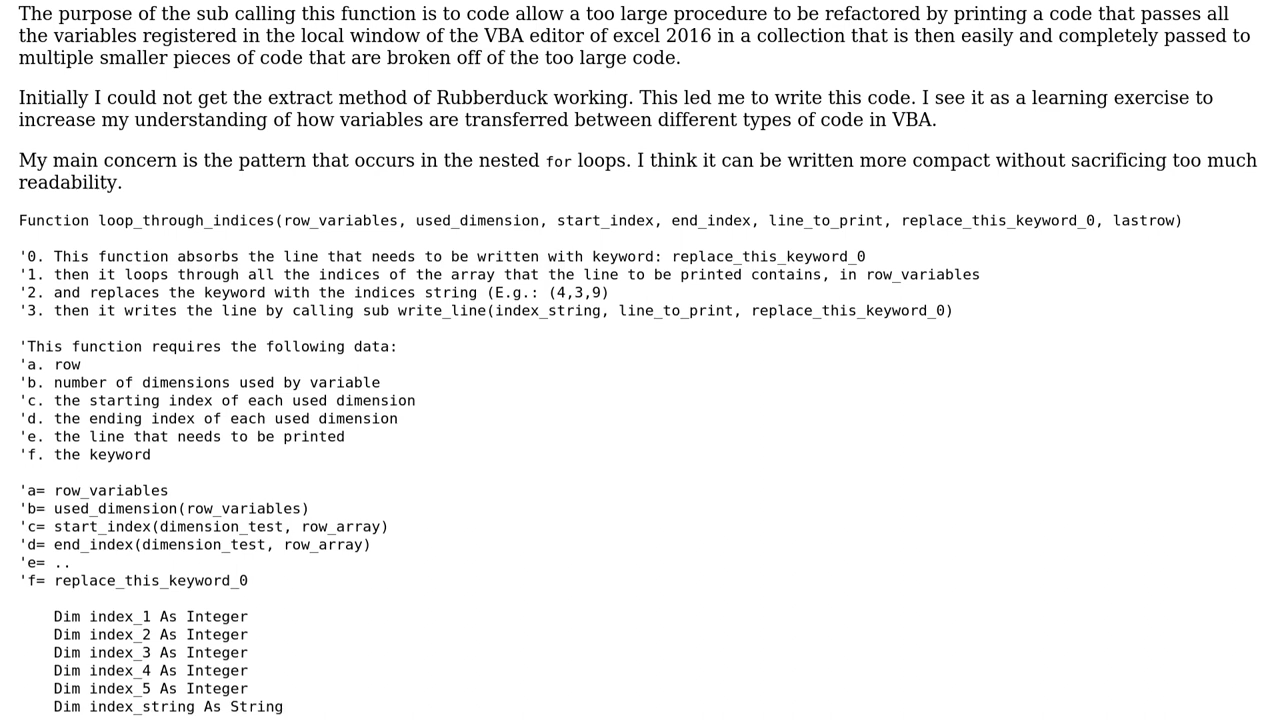 The purpose of the sub calling this function is to code allow a too large procedure to be refactored by printing a code that passes all
the variables registered in the local window of the VBA editor of excel 2016 in a collection that is then easily and completely passed to
multiple smaller pieces of code that are broken off of the too large code.
Initially I could not get the extract method of Rubberduck working. This led me to write this code. I see it as a learning exercise to
increase my understanding of how variables are transferred between different types of code in VBA.
My main concern is the pattern that occurs in the nested for loops. I think it can be written more compact without sacrificing too much
readability.
Function loop_through_indices(row_variables, used_dimension, start_index, end_index, line_to_print, replace_this_keyword_0, lastrow)
'0. This function absorbs the line that needs to be written with keyword: replace_this_keyword_0
'1. then it loops through all the indices of the array that the line to be printed contains, in row_variables
'2. and replaces the keyword with the indices string (E.g.: (4,3,9)
'3. then it writes the line by calling sub write_line(index_string, line_to_print, replace_this_keyword_0)
'This function requires the following data:
'a. row
'b. number of dimensions used by variable
'c. the starting index of each used dimension
'd. the ending index of each used dimension
'e. the line that needs to be printed
'f. the keyword
'a= row_variables
'b= used_dimension(row_variables)
'c= start_index(dimension_test, row_array)
'd= end_index(dimension_test, row_array)
'e= ..
'f= replace_this_keyword_0
Dim index_1 As Integer
Dim index_2 As Integer
Dim index_3 As Integer
Dim index_4 As Integer
Dim index_5 As Integer
Dim index_string As String